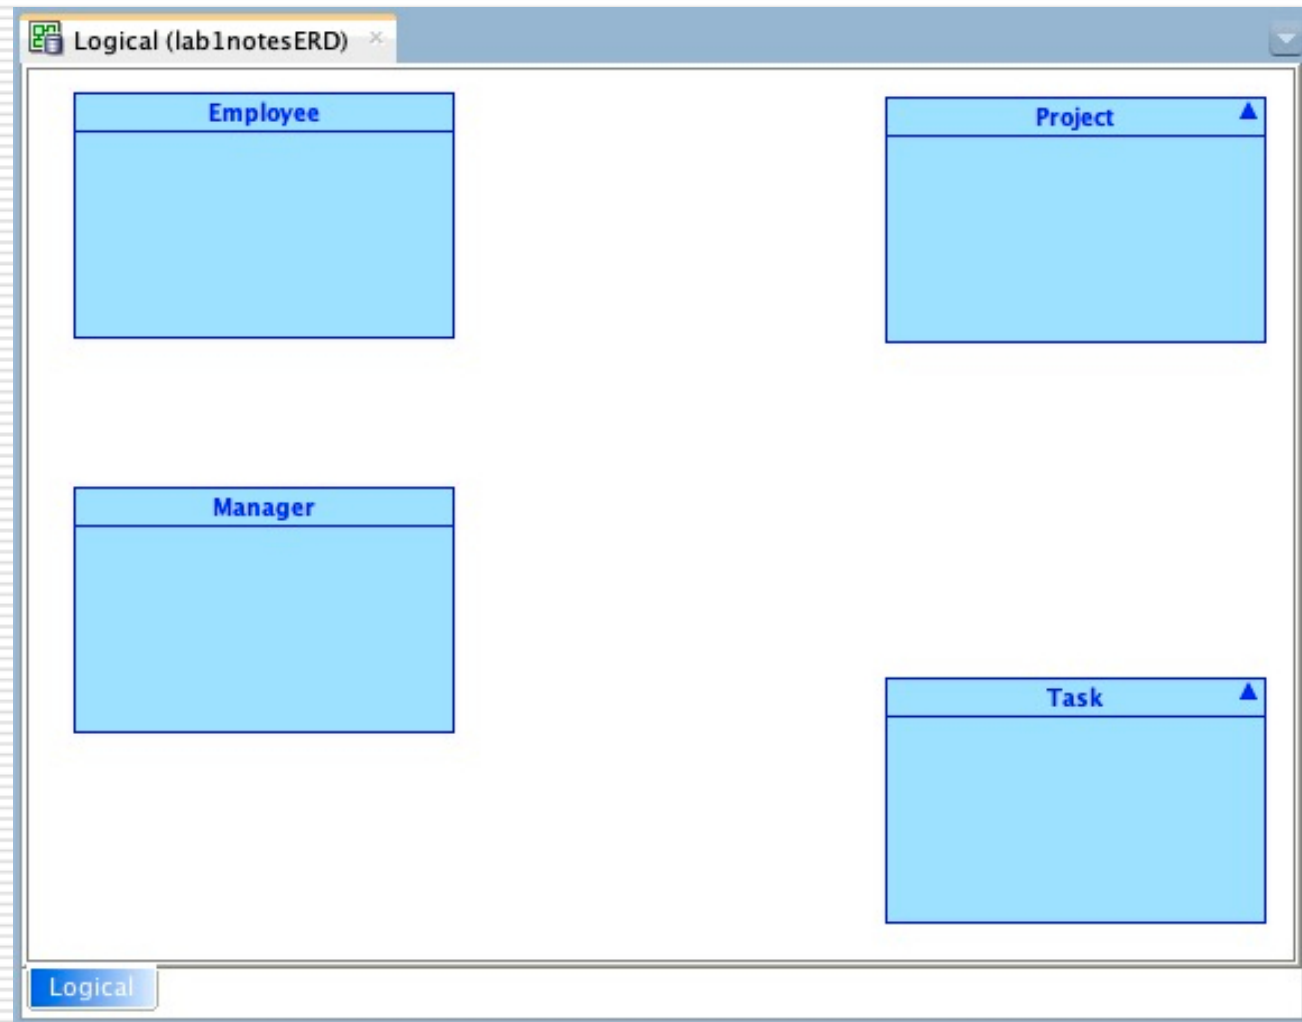 Logical (lab1notesERD)
Employee
Project
Manager
Task
Logical